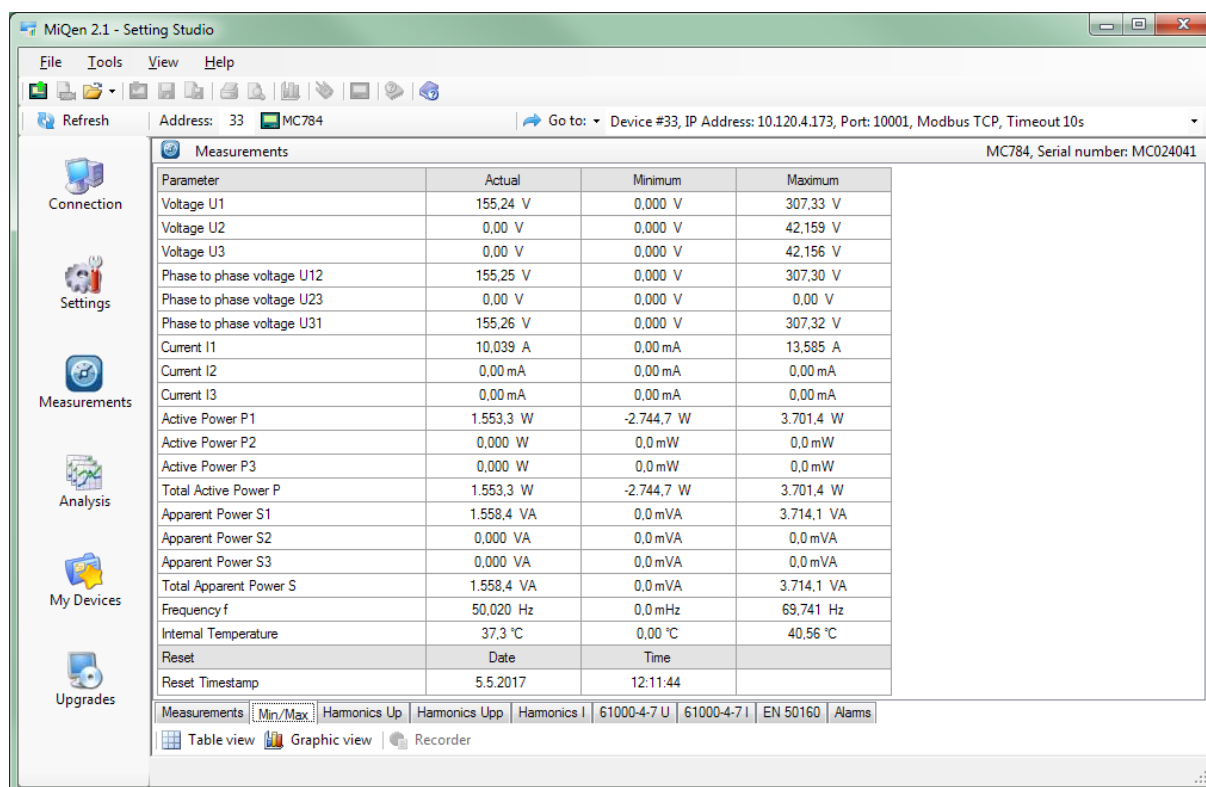 MiQen 2.1 - Setting Studio
File Tools View Help
Refresh Address: 33 MC784 Go to: Device #33, IP Address: 10.120.4.173, Port: 10001, Modbus TCP, Timeout 10s
Measurements MC784, Serial number: MC024041
Connection
Settings
Measurements
Analysis
My Devices
Upgrades
Parameter Actual Minimum Maximum
Voltage U1 155,24 V 0,000 V 307,33 V
Voltage U2 0,00 V 0,000 V 42,159 V
Voltage U3 0,00 V 0,000 V 42,156 V
Phase to phase voltage U12 155,25 V 0,000 V 307,30 V
Phase to phase voltage U23 0,00 V 0,000 V 0,00 V
Phase to phase voltage U31 155,26 V 0,000 V 307,32 V
Current I1 10,039 A 0,00 mA 13,585 A
Current I2 0,00 mA 0,00 mA 0,00 mA
Current I3 0,00 mA 0,00 mA 0,00 mA
Active Power P1 1.553,3 W -2.744,7 W 3.701,4 W
Active Power P2 0,000 W 0,0 mW 0,0 mW
Active Power P3 0,000 W 0,0 mW 0,0 mW
Total Active Power P 1.553,3 W -2.744,7 W 3.701,4 W
Apparent Power S1 1.558,4 VA 0,0 mVA 3.714,1 VA
Apparent Power S2 0,000 VA 0,0 mVA 0,0 mVA
Apparent Power S3 0,000 VA 0,0 mVA 0,0 mVA
Total Apparent Power S 1.558,4 VA 0,0 mVA 3.714,1 VA
Frequency f 50,020 Hz 0,0 mHz 69,741 Hz
Internal Temperature 37,3 °C 0,00 °C 40,56 °C
Reset Date Time
Reset Timestamp 5.5.2017 12:11:44
Measurements Min/Max Harmonics Up Harmonics Upp Harmonics I 61000-4-7 U 61000-4-7 I EN 50160 Alarms
Table view Graphic view Recorder